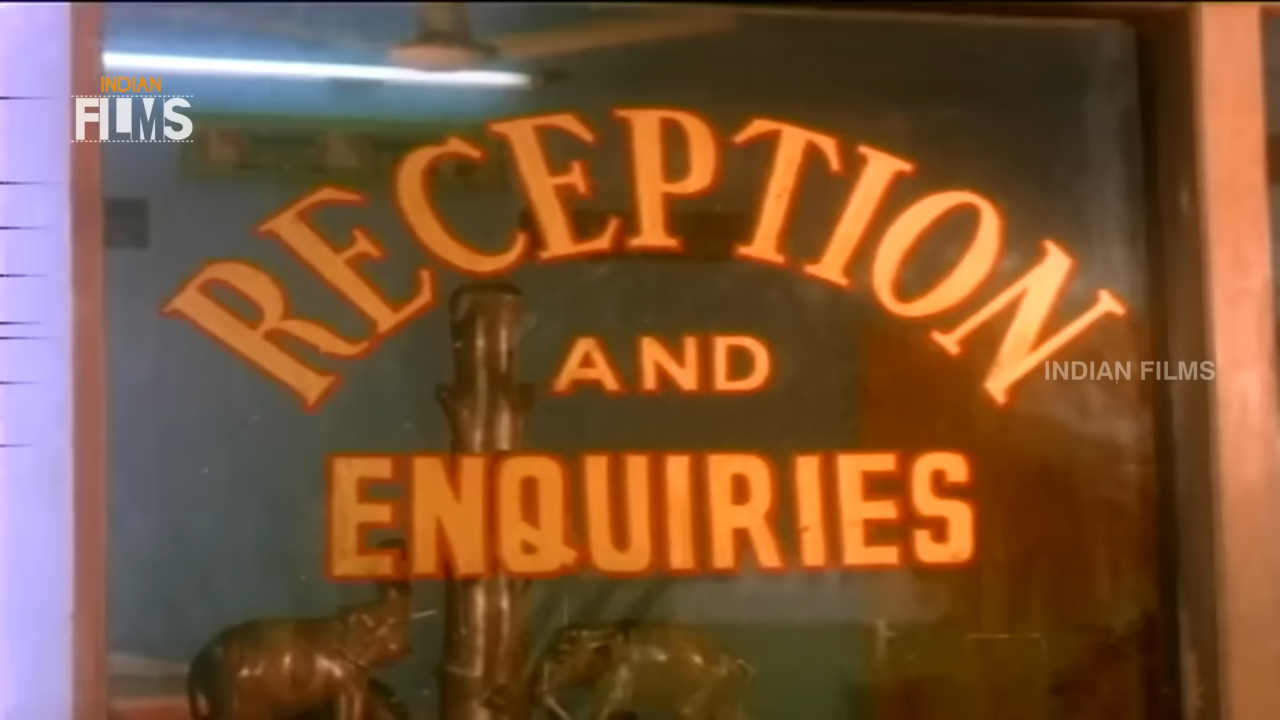 INDIAN
FILMS
RECEPTION
AND
INDIAN FILMS
ENQUIRIES